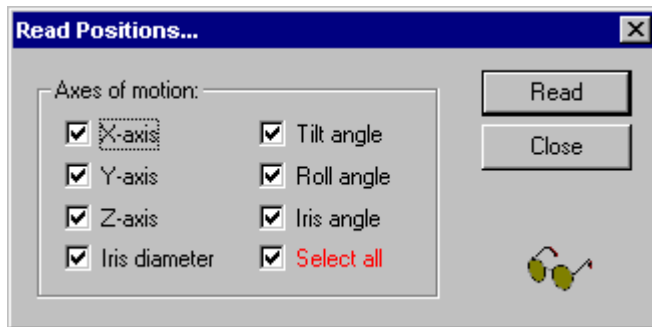 Read Positions...
Axes of motion:
X-axis
Tilt angle
Y-axis
Roll angle
Z-axis
Iris angle
Iris diameter
Select all
Read
Close